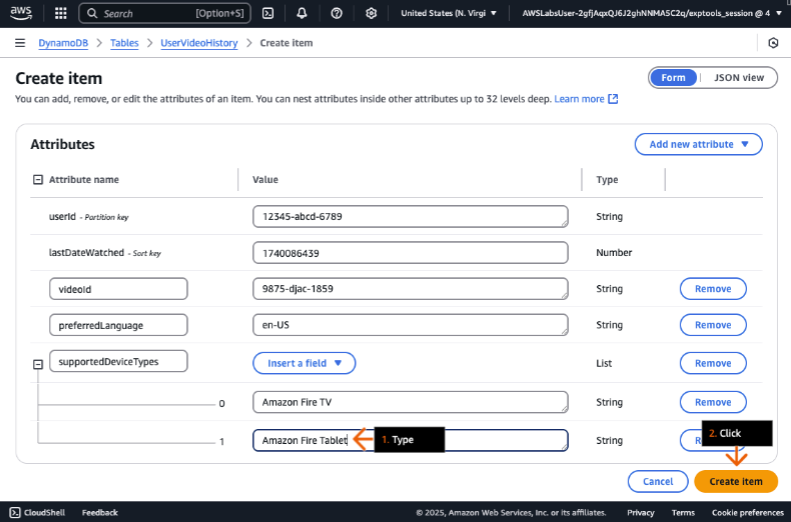 aws Search [Option+S] United States (N. Virgi AWSLabsUser-2gfjAqxQJ6J2ghNNMA5C2q/exptools_session @ 4
DynamoDB > Tables > UserVideoHistory > Create item
Create item
Form JSON view
You can add, remove, or edit the attributes of an item. You can nest attributes inside other attributes up to 32 levels deep. Learn more
Attributes
Add new attribute
Attribute name Value Type
userId - Partition key 12345-abcd-6789 String
lastDateWatched - Sort key 1740086439 Number
videoId 9875-djac-1859 String Remove
preferredLanguage en-US String Remove
supportedDeviceTypes Insert a field List Remove
0 Amazon Fire TV String Remove
1 Amazon Fire Tablet 1. Type String 2. Click
Cancel Create item
CloudShell Feedback © 2025, Amazon Web Services, Inc. or its affiliates. Privacy Terms Cookie preferences